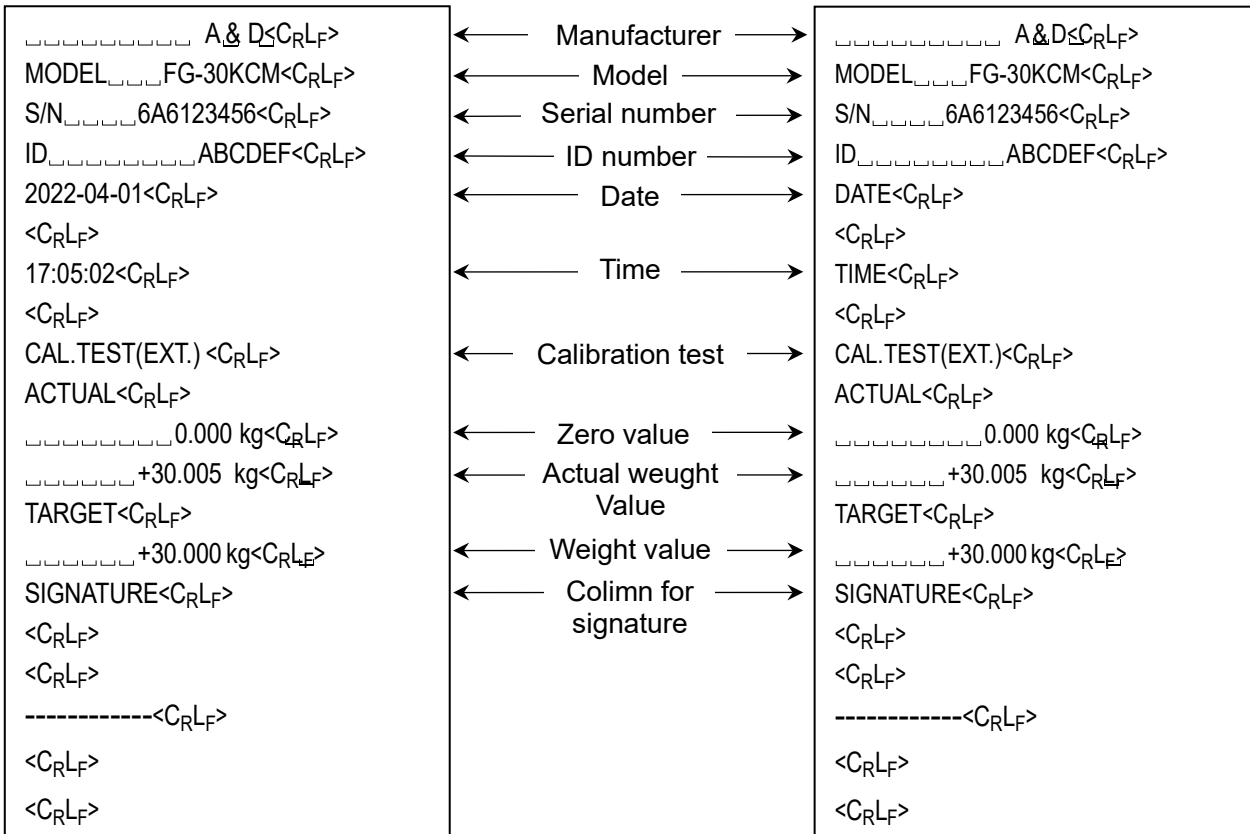 ␣␣␣␣␣␣␣␣␣ A & D<CRLF>
MODEL␣␣␣FG-30KCM<CRLF>
S/N␣␣␣␣6A6123456<CRLF>
ID␣␣␣␣␣␣␣␣ABCDEF<CRLF>
2022-04-01<CRLF>
<CRLF>
17:05:02<CRLF>
<CRLF>
CAL.TEST(EXT.) <CRLF>
ACTUAL<CRLF>
␣␣␣␣␣␣␣␣0.000 kg<CRLF>
␣␣␣␣␣␣+30.005 kg<CRLF>
TARGET<CRLF>
␣␣␣␣␣␣+30.000 kg<CRLF>
SIGNATURE<CRLF>
<CRLF>
<CRLF>
------------<CRLF>
<CRLF>
<CRLF>
Manufacturer
Model
Serial number
ID number
Date
Time
Calibration test
Zero value
Actual weught
Value
Weight value
Colimn for
signature
␣␣␣␣␣␣␣␣␣ A & D<CRLF>
MODEL␣␣␣FG-30KCM<CRLF>
S/N␣␣␣␣6A6123456<CRLF>
ID␣␣␣␣␣␣␣␣ABCDEF<CRLF>
DATE<CRLF>
<CRLF>
TIME<CRLF>
<CRLF>
CAL.TEST(EXT.)<CRLF>
ACTUAL<CRLF>
␣␣␣␣␣␣␣␣0.000 kg<CRLF>
␣␣␣␣␣␣+30.005 kg<CRLF>
TARGET<CRLF>
␣␣␣␣␣␣+30.000 kg<CRLF>
SIGNATURE<CRLF>
<CRLF>
<CRLF>
------------<CRLF>
<CRLF>
<CRLF>